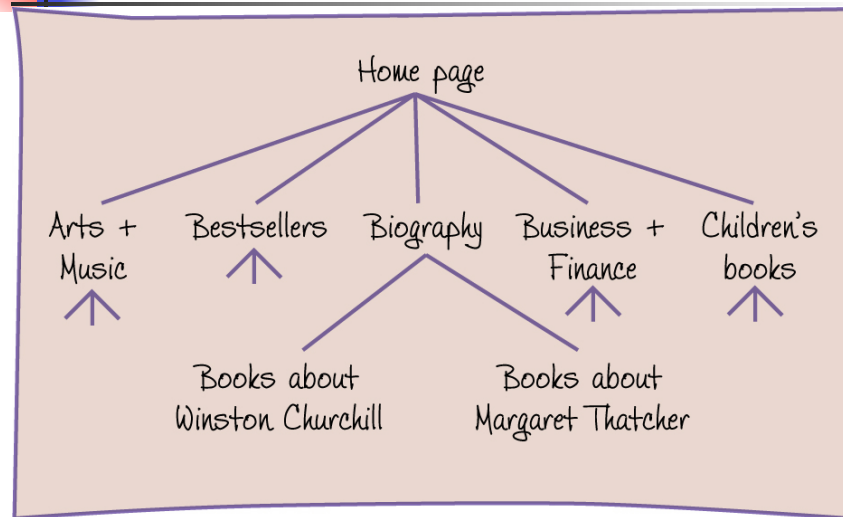 Home page
Arts +
Music
Bestsellers
Biography
Business +
Finance
Children's
books
Books about
Winston Churchill
Books about
Margaret Thatcher